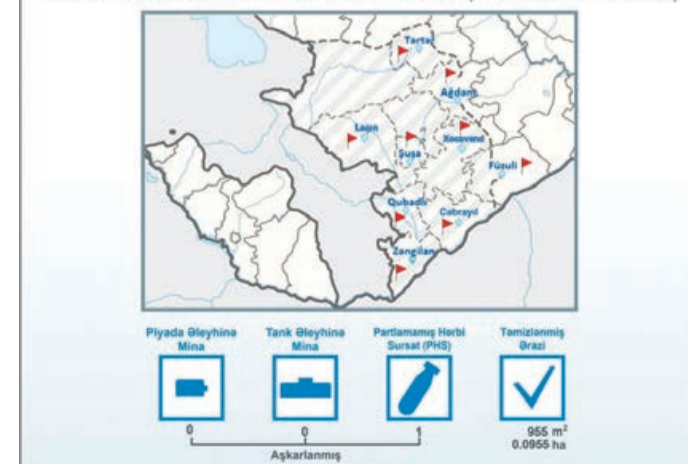 Tərtər
Ağdam
Laçın
Xocavənd
Şuşa
Füzuli
Qubadlı
Cəbrayıl
Zəngilan
Piyada Əleyhinə
Mina
Tank Əleyhinə
Mina
Partlamamış Hərbi
Sursat (PHS)
Təmizlənmiş
Ərazi
0
0
1
955 m²
0.0955 ha
Aşkarlanmış